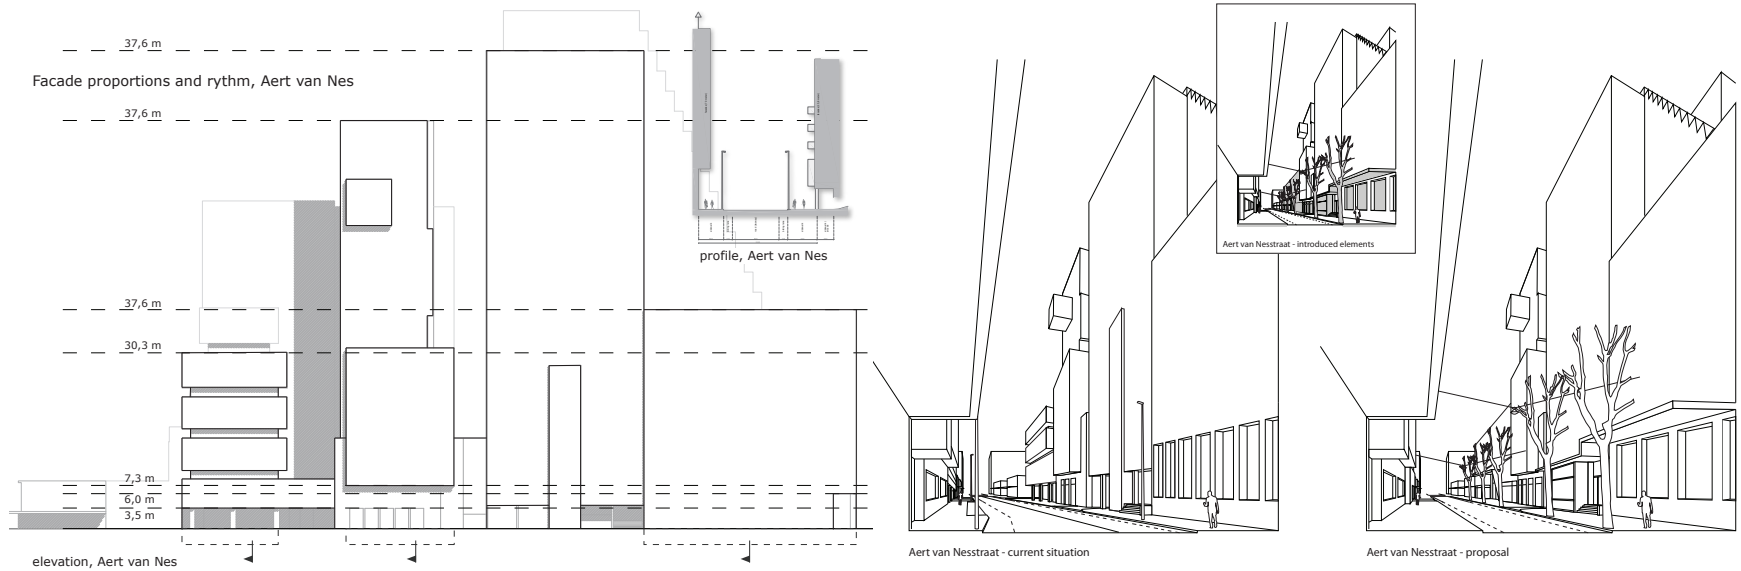 37,6 m
Facade proportions and rythm, Aert van Nes
37,6 m
profile, Aert van Nes
37,6 m
30,3 m
7,3 m
6,0 m
3,5 m
elevation, Aert van Nes
Aert van Nesstraat - introduced elements
Aert van Nesstraat - current situation
Aert van Nesstraat - proposal